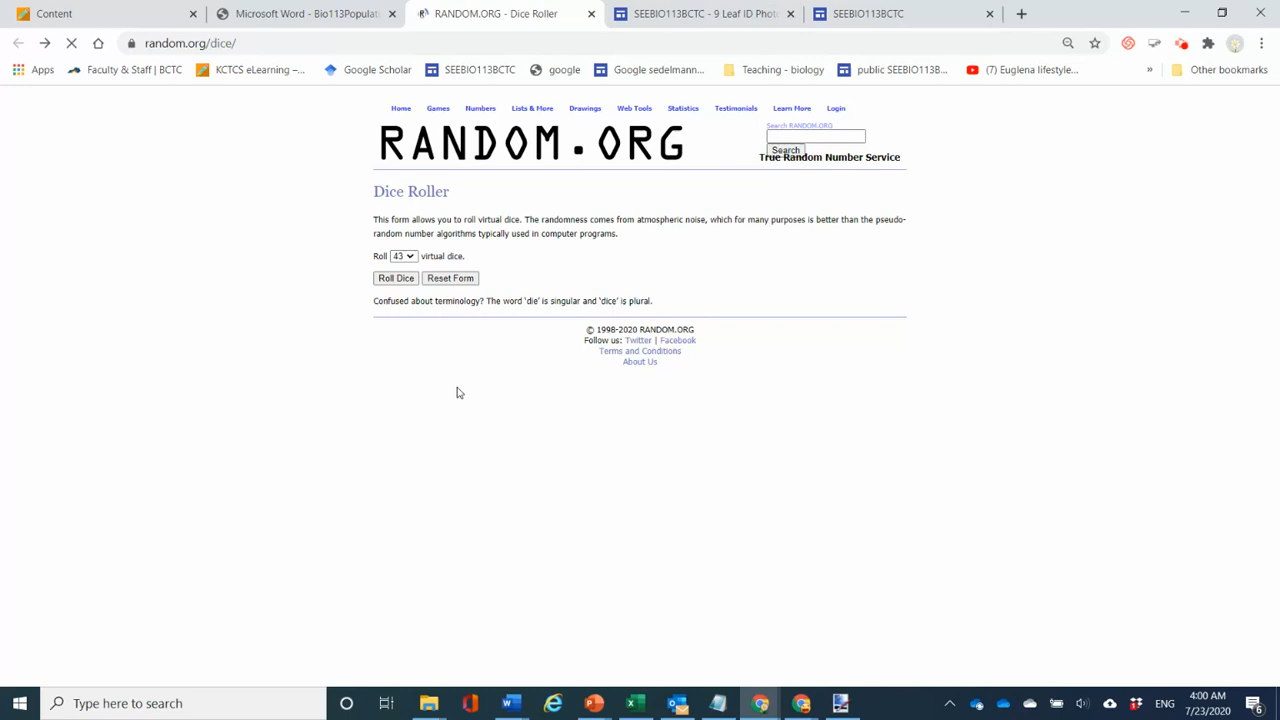 Content
Microsoft Word - Bio113Populat
RANDOM.ORG - Dice Roller
SEEBIO113BCTC - 9 Leaf ID Phot
SEEBIO113BCTC
random.org/dice/
Apps
Faculty & Staff | BCTC
KCTCS eLearning –...
Google Scholar
SEEBIO113BCTC
google
Google sedelmann...
Teaching - biology
public SEEBIO113B...
(7) Euglena lifestyle...
»
Other bookmarks
Home Games Numbers Lists & More Drawings Web Tools Statistics Testimonials Learn More Login
RANDOM.ORG
Search RANDOM.ORG
Search
True Random Number Service
Dice Roller
This form allows you to roll virtual dice. The randomness comes from atmospheric noise, which for many purposes is better than the pseudo-
random number algorithms typically used in computer programs.
Roll 43 virtual dice.
Roll Dice Reset Form
Confused about terminology? The word 'die' is singular and 'dice' is plural.
© 1998-2020 RANDOM.ORG
Follow us: Twitter | Facebook
Terms and Conditions
About Us
Type here to search
ENG
4:00 AM
7/23/2020
6